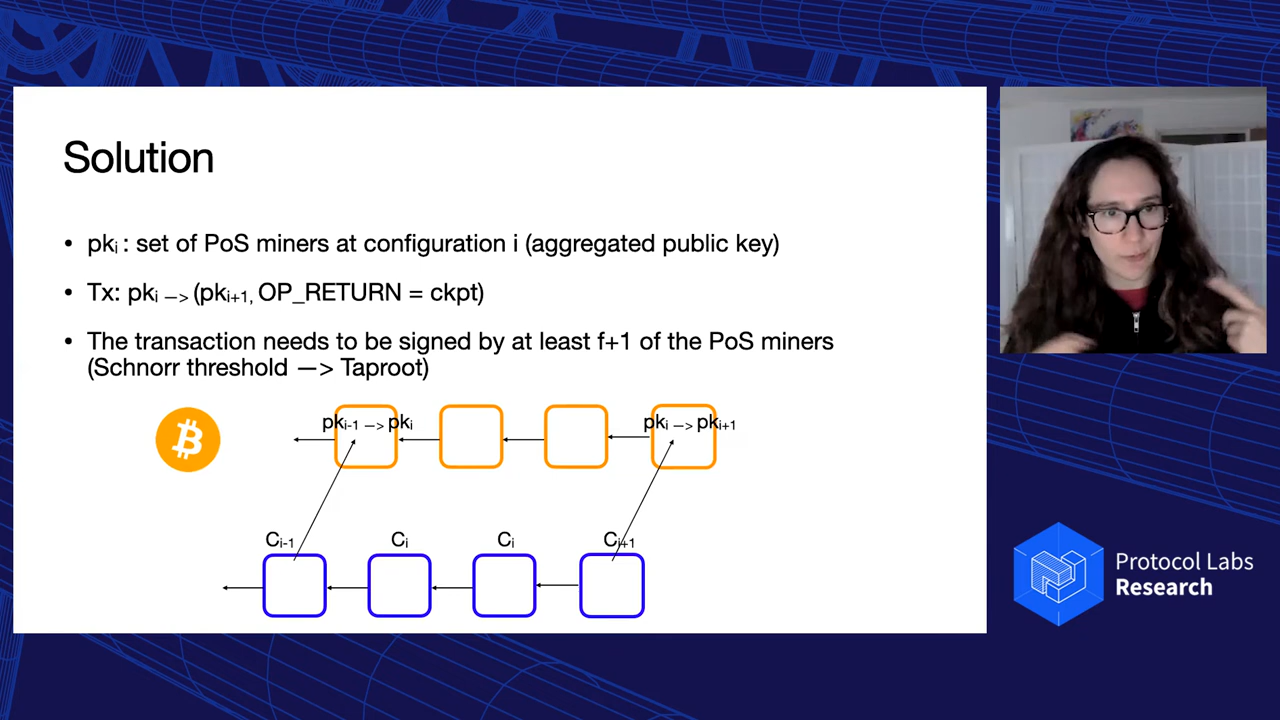 Solution
• pkᵢ : set of PoS miners at configuration i (aggregated public key)
• Tx: pkᵢ —> (pkᵢ₊₁, OP_RETURN = ckpt)
• The transaction needs to be signed by at least f+1 of the PoS miners
(Schnorr threshold —> Taproot)
pkᵢ₋₁ —> pkᵢ
pkᵢ —> pkᵢ₊₁
Cᵢ₋₁
Cᵢ
Cᵢ
Cᵢ₊₁
Protocol Labs
Research